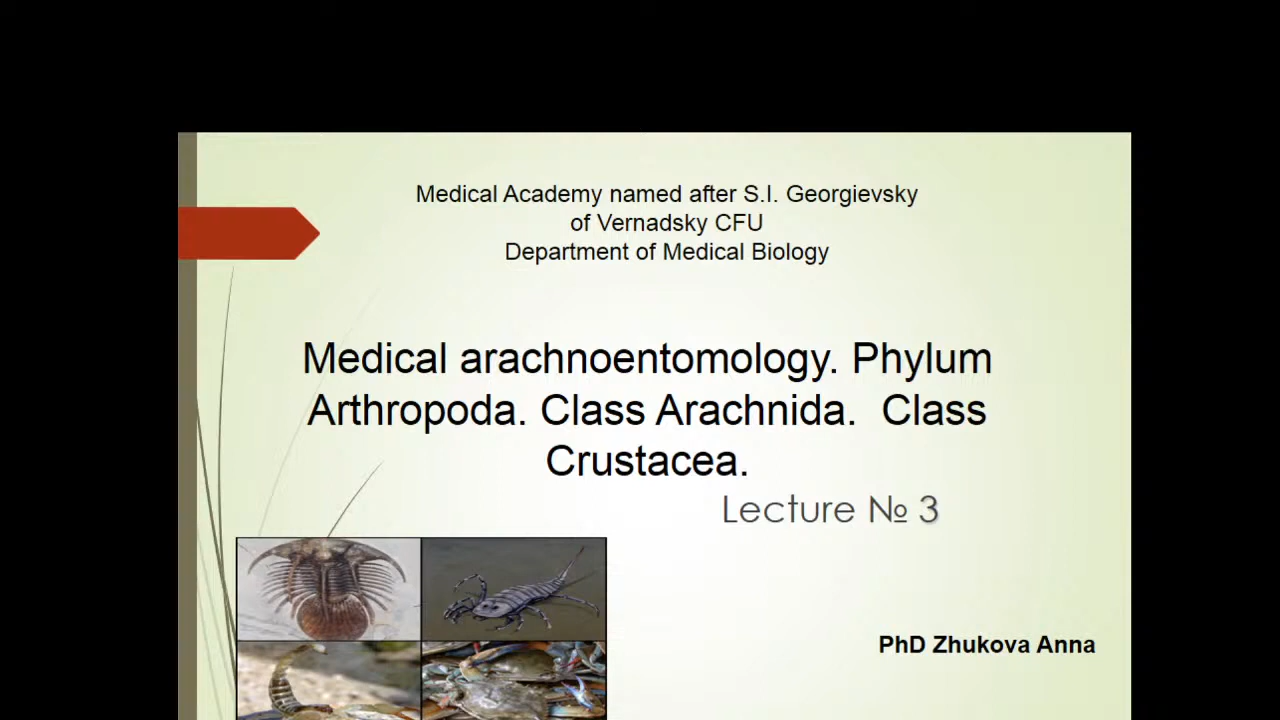 Medical Academy named after S.I. Georgievsky
of Vernadsky CFU
Department of Medical Biology
Medical arachnoentomology. Phylum
Arthropoda. Class Arachnida.  Class
Crustacea.
Lecture № 3
PhD Zhukova Anna